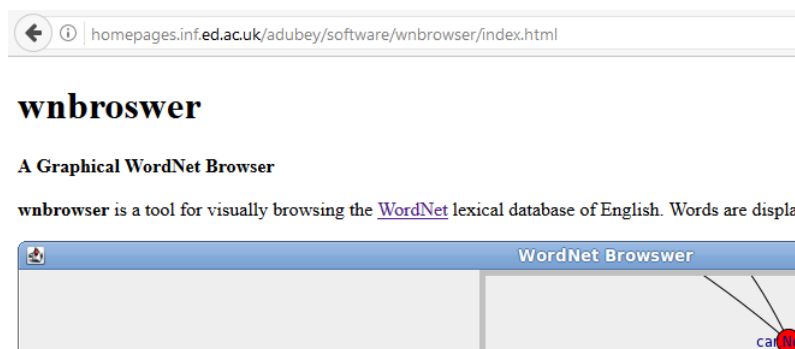 homepages.inf.ed.ac.uk/adubey/software/wnbrowser/index.html
wnbroswer
A Graphical WordNet Browser
wnbrowser is a tool for visually browsing the WordNet lexical database of English. Words are displa
WordNet Browswer
car